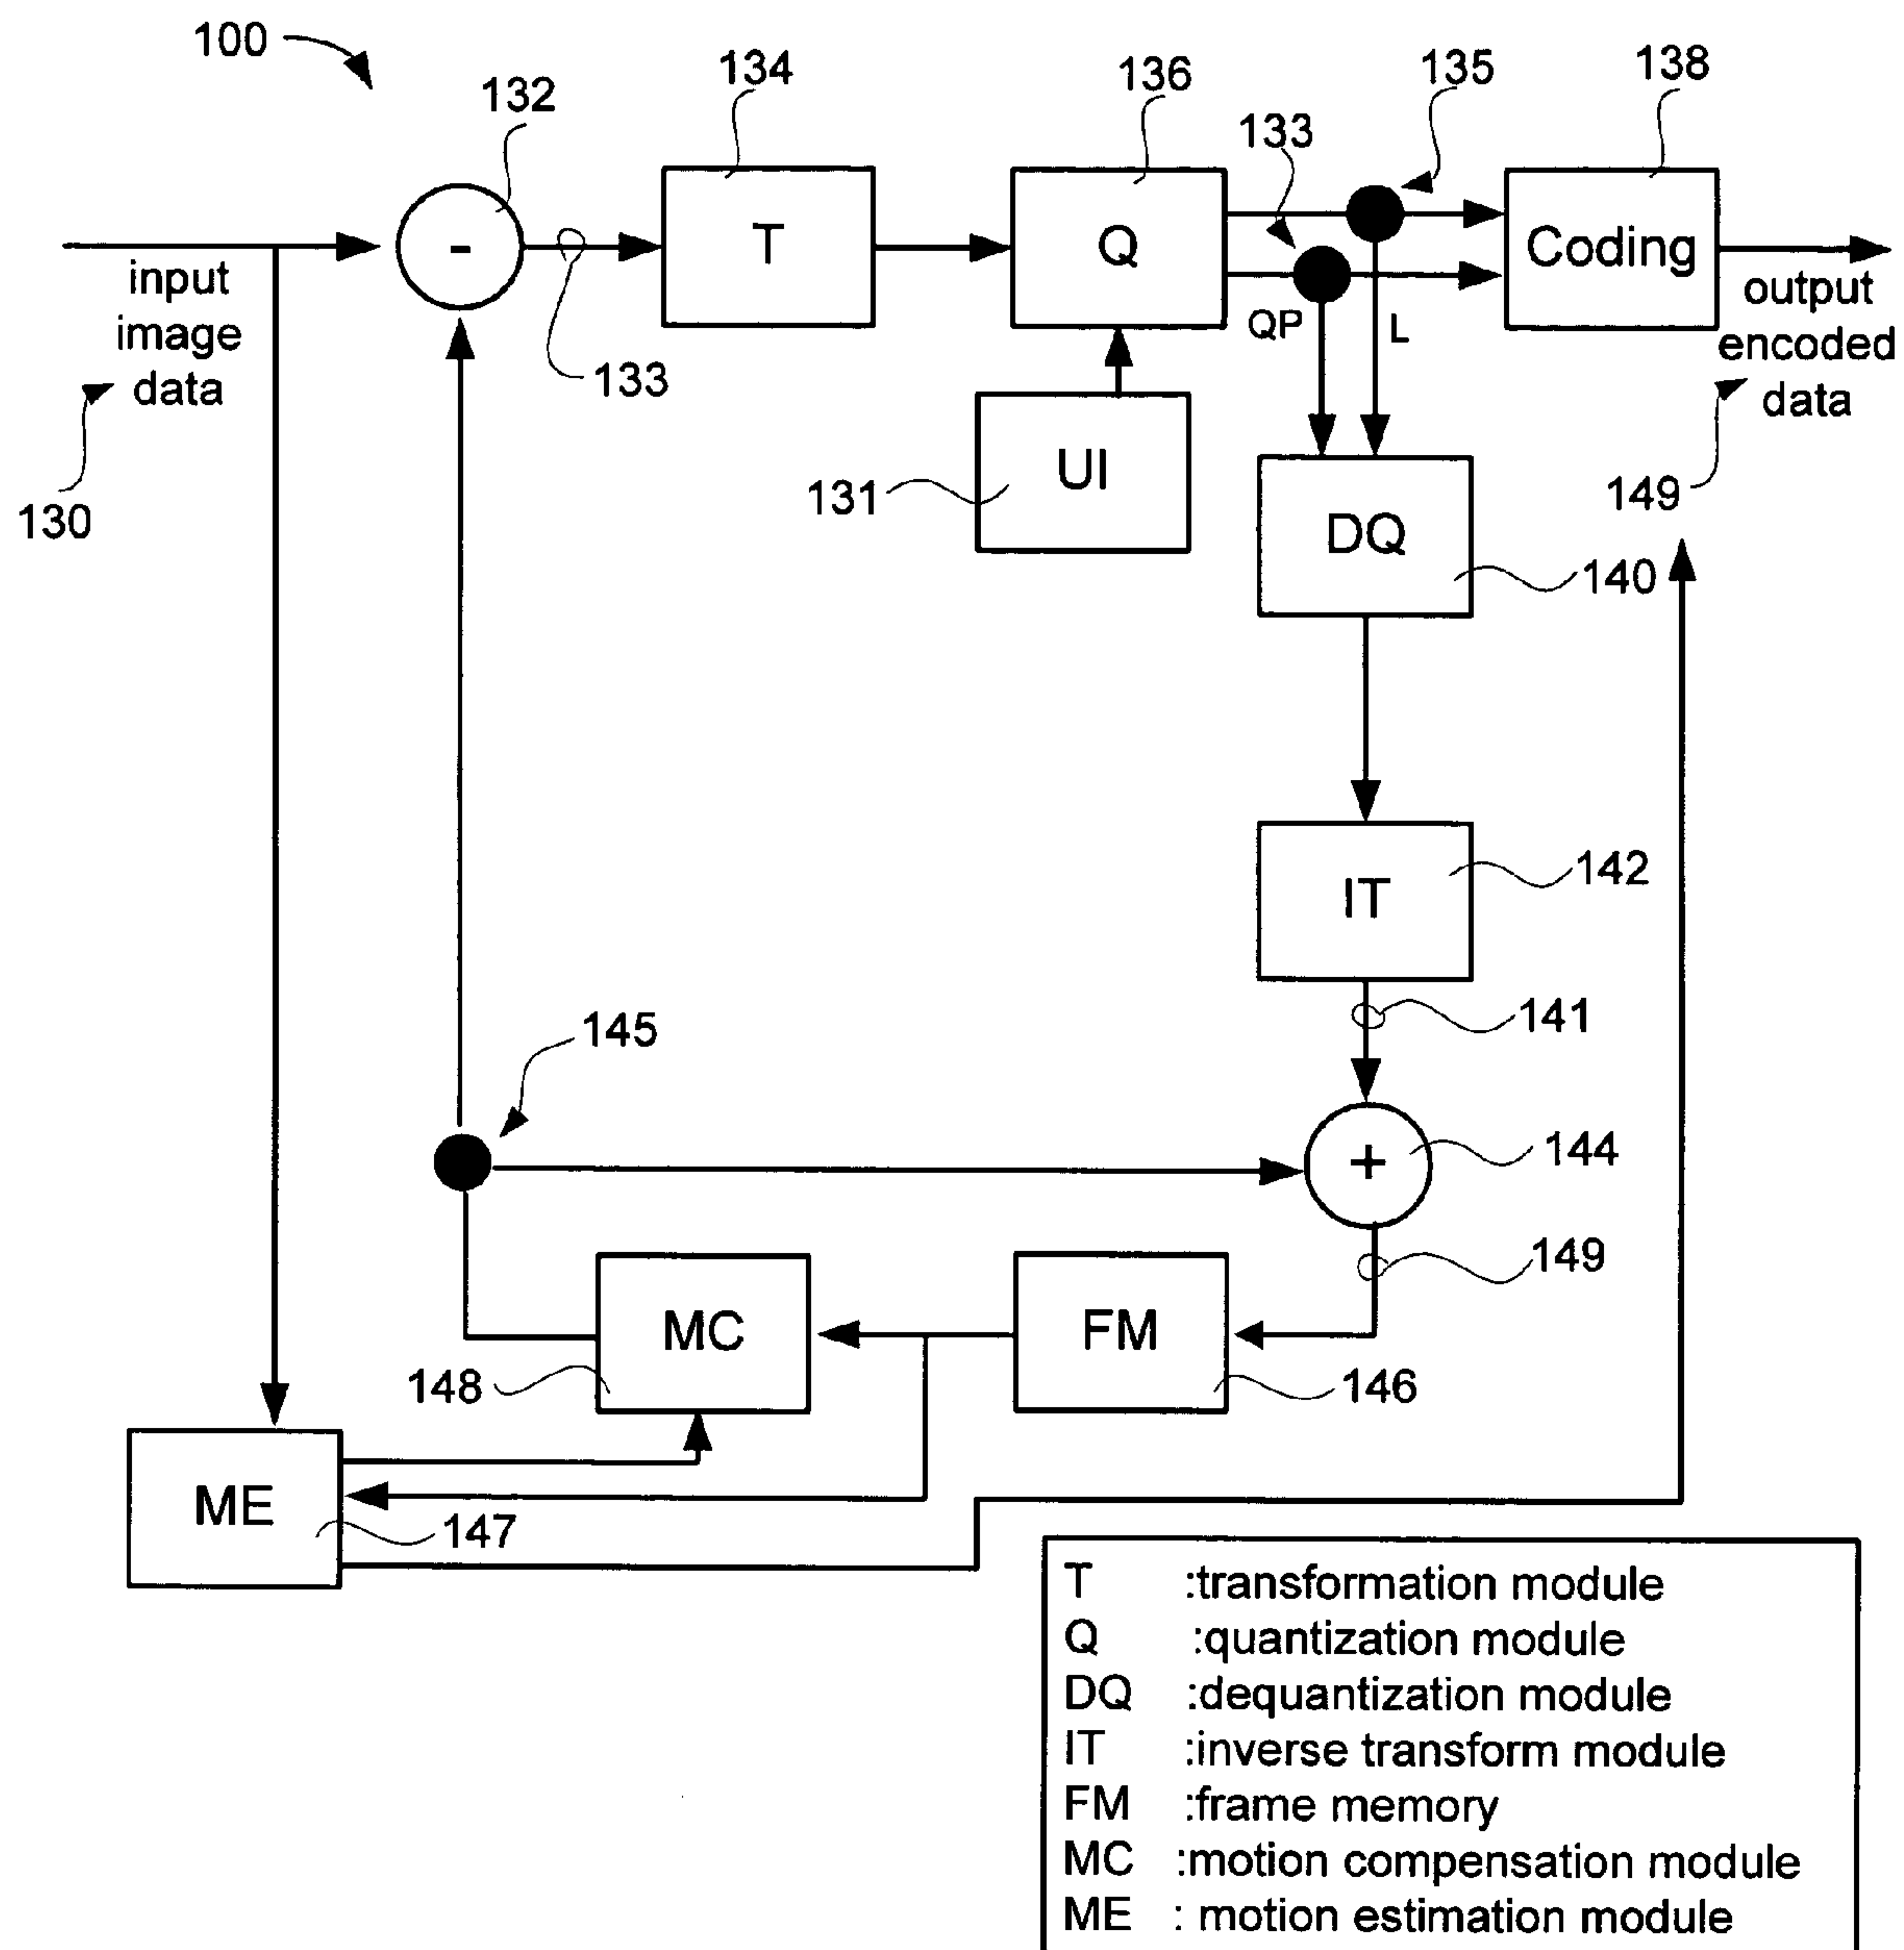 100
132
134
136
133
135
138
-
T
Q
Coding
input
image
data
130
133
QP
L
output
encoded
data
149
UI
131
DQ
140
IT
142
141
145
+
144
149
MC
148
FM
146
ME
147
T :transformation module
Q :quantization module
DQ :dequantization module
IT :inverse transform module
FM :frame memory
MC :motion compensation module
ME : motion estimation module